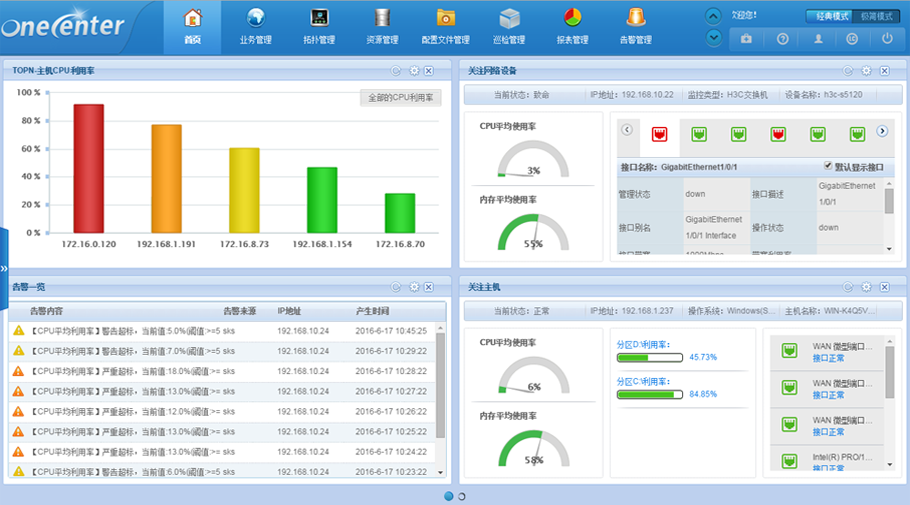 OneCenter
首页
业务管理
拓扑管理
资源管理
配置文件管理
巡检管理
报表管理
告警管理
欢迎您!
经典模式
极简模式
TOPN-主机CPU利用率
全部的CPU利用率
100 %
80 %
60 %
40 %
20 %
0 %
172.16.0.120
192.168.1.191
172.16.8.73
192.168.1.154
172.16.8.70
关注网络设备
当前状态：致命
IP地址：192.168.10.22
监控类型：H3C交换机
设备名称：h3c-s5120
CPU平均使用率
3%
内存平均使用率
55%
接口名称：GigabitEthernet1/0/1
默认显示接口
管理状态
down
接口描述
GigabitEthernet
1/0/1
接口别名
GigabitEthernet
1/0/1 Interface
操作状态
down
告警一览
告警内容
告警来源
IP地址
产生时间
【CPU平均利用率】警告超标，当前值:5.0%(阈值:>=5 sks 192.168.10.24 2016-6-17 10:45:25
【CPU平均利用率】警告超标，当前值:7.0%(阈值:>=5 sks 192.168.10.24 2016-6-17 10:29:22
【CPU平均利用率】严重超标，当前值:18.0%(阈值:>= sks 192.168.10.24 2016-6-17 10:28:22
【CPU平均利用率】严重超标，当前值:13.0%(阈值:>= sks 192.168.10.24 2016-6-17 10:27:22
【CPU平均利用率】严重超标，当前值:12.0%(阈值:>= sks 192.168.10.24 2016-6-17 10:26:22
【CPU平均利用率】严重超标，当前值:13.0%(阈值:>= sks 192.168.10.24 2016-6-17 10:25:22
【CPU平均利用率】严重超标，当前值:13.0%(阈值:>= sks 192.168.10.24 2016-6-17 10:24:22
【CPU平均利用率】警告超标，当前值:6.0%(阈值:>=5 sks 192.168.10.24 2016-6-17 10:23:22
关注主机
当前状态：正常
IP地址：192.168.1.237
操作系统：Windows(S...
主机名称：WIN-K4Q5V...
CPU平均使用率
6%
内存平均使用率
58%
分区D:\利用率：
45.73%
分区C:\利用率：
84.85%
WAN 微型端口...
接口正常
WAN 微型端口...
接口正常
WAN 微型端口...
接口正常
Intel(R) PRO/1...
接口正常